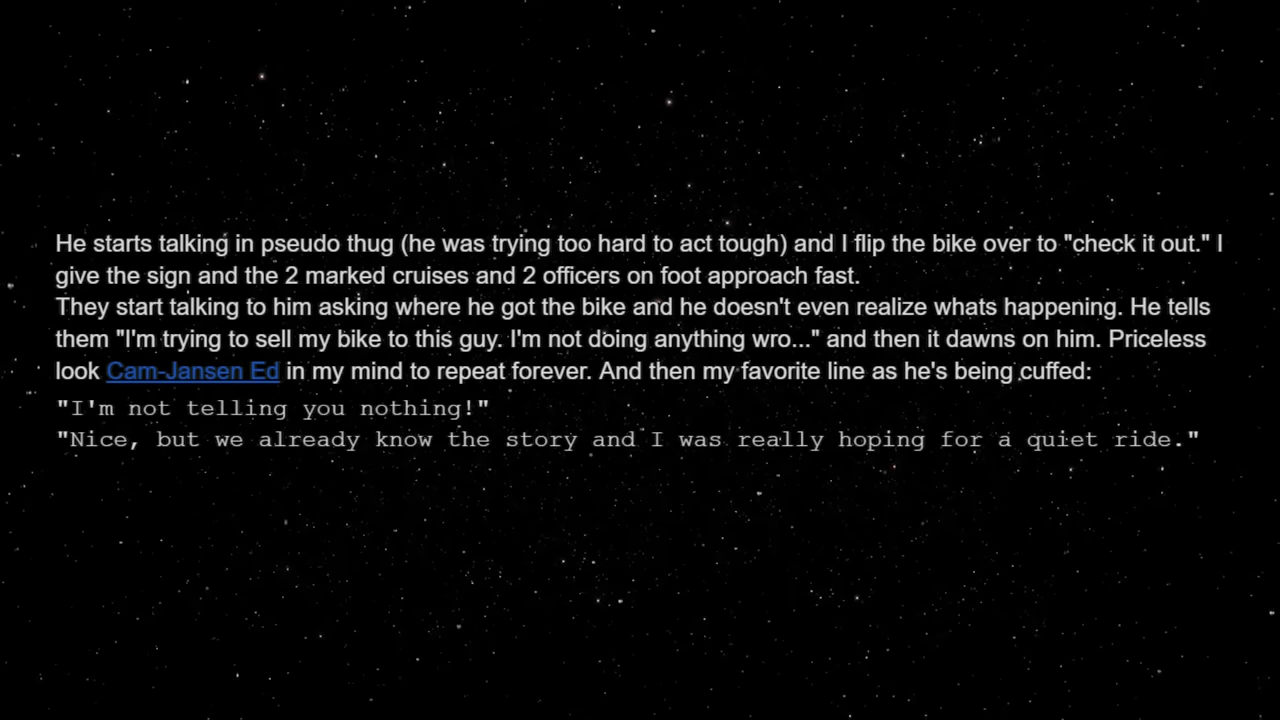 He starts talking in pseudo thug (he was trying too hard to act tough) and I flip the bike over to "check it out." I
give the sign and the 2 marked cruises and 2 officers on foot approach fast.
They start talking to him asking where he got the bike and he doesn't even realize whats happening. He tells
them "I'm trying to sell my bike to this guy. I'm not doing anything wro..." and then it dawns on him. Priceless
look Cam-Jansen Ed in my mind to repeat forever. And then my favorite line as he's being cuffed:
"I'm not telling you nothing!"
"Nice, but we already know the story and I was really hoping for a quiet ride."